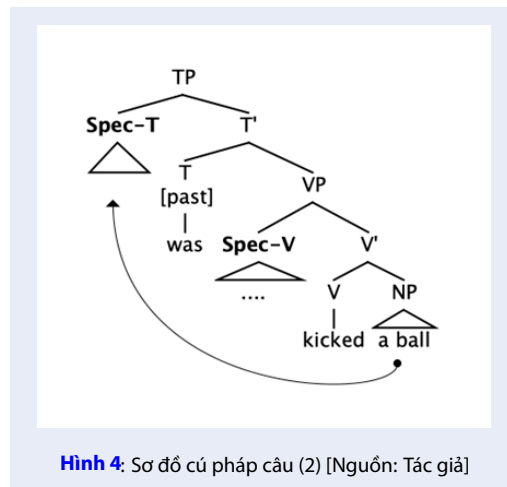 TP
Spec-T T'
T VP
[past]
was Spec-V V'
.... V NP
kicked a ball
Hình 4: Sơ đồ cú pháp câu (2) [Nguồn: Tác giả]